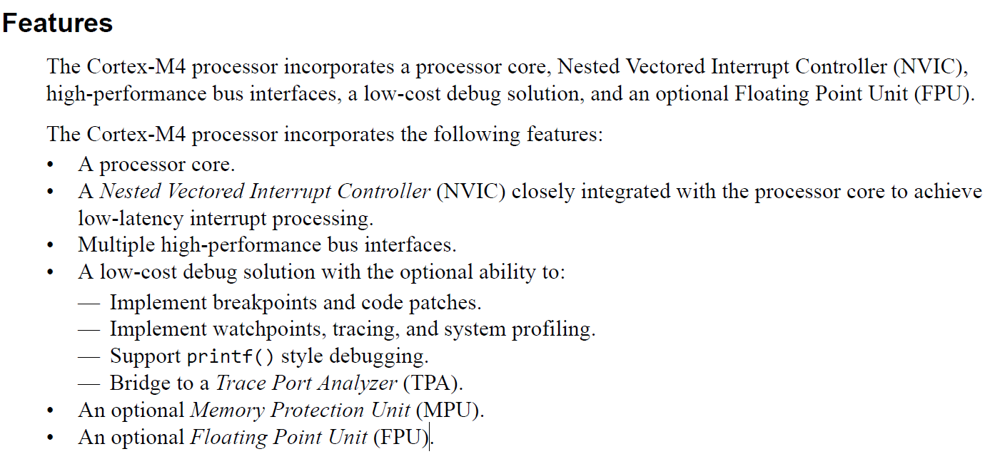 Features
The Cortex-M4 processor incorporates a processor core, Nested Vectored Interrupt Controller (NVIC),
high-performance bus interfaces, a low-cost debug solution, and an optional Floating Point Unit (FPU).
The Cortex-M4 processor incorporates the following features:
• A processor core.
• A Nested Vectored Interrupt Controller (NVIC) closely integrated with the processor core to achieve
low-latency interrupt processing.
• Multiple high-performance bus interfaces.
• A low-cost debug solution with the optional ability to:
— Implement breakpoints and code patches.
— Implement watchpoints, tracing, and system profiling.
— Support printf() style debugging.
— Bridge to a Trace Port Analyzer (TPA).
• An optional Memory Protection Unit (MPU).
• An optional Floating Point Unit (FPU).